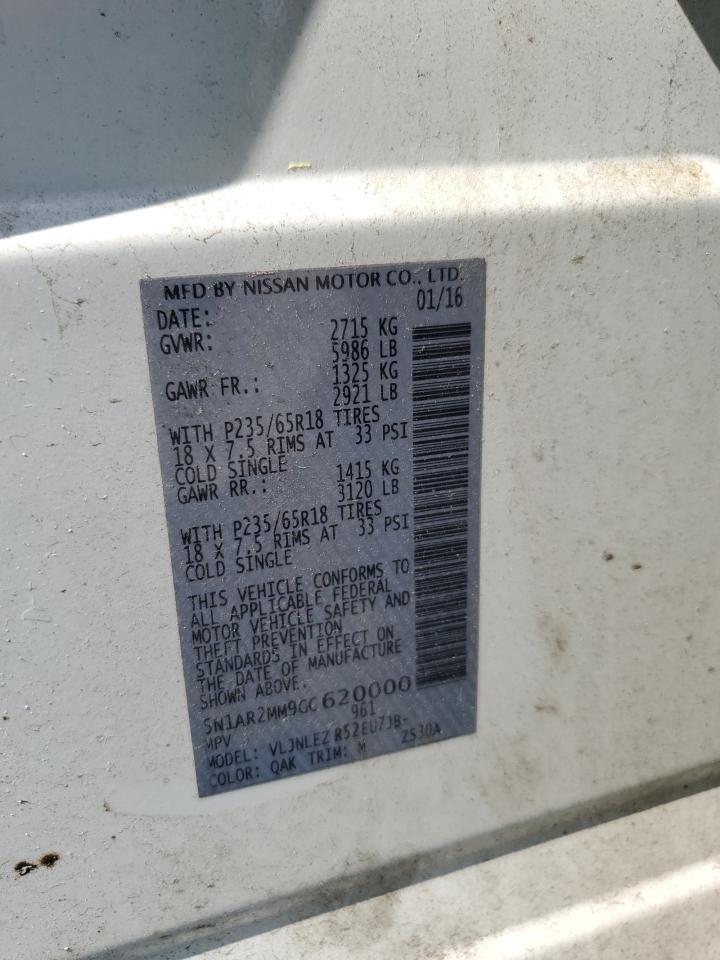 MFD BY NISSAN MOTOR CO., LTD.
DATE: 01/16
GVWR: 2715 KG
5986 LB
GAWR FR.: 1325 KG
2921 LB
WITH P235/65R18 TIRES
18 X 7.5 RIMS AT 33 PSI
COLD SINGLE
GAWR RR.: 1415 KG
3120 LB
WITH P235/65R18 TIRES
18 X 7.5 RIMS AT 33 PSI
COLD SINGLE
THIS VEHICLE CONFORMS TO
ALL APPLICABLE FEDERAL
MOTOR VEHICLE SAFETY AND
THEFT PREVENTION
STANDARDS IN EFFECT ON
THE DATE OF MANUFACTURE
SHOWN ABOVE.
5N1AR2MM9GC620000
MPV 961
MODEL: VLJNLEZ R52EU7JB-
COLOR: QAK TRIM: M ZS30A